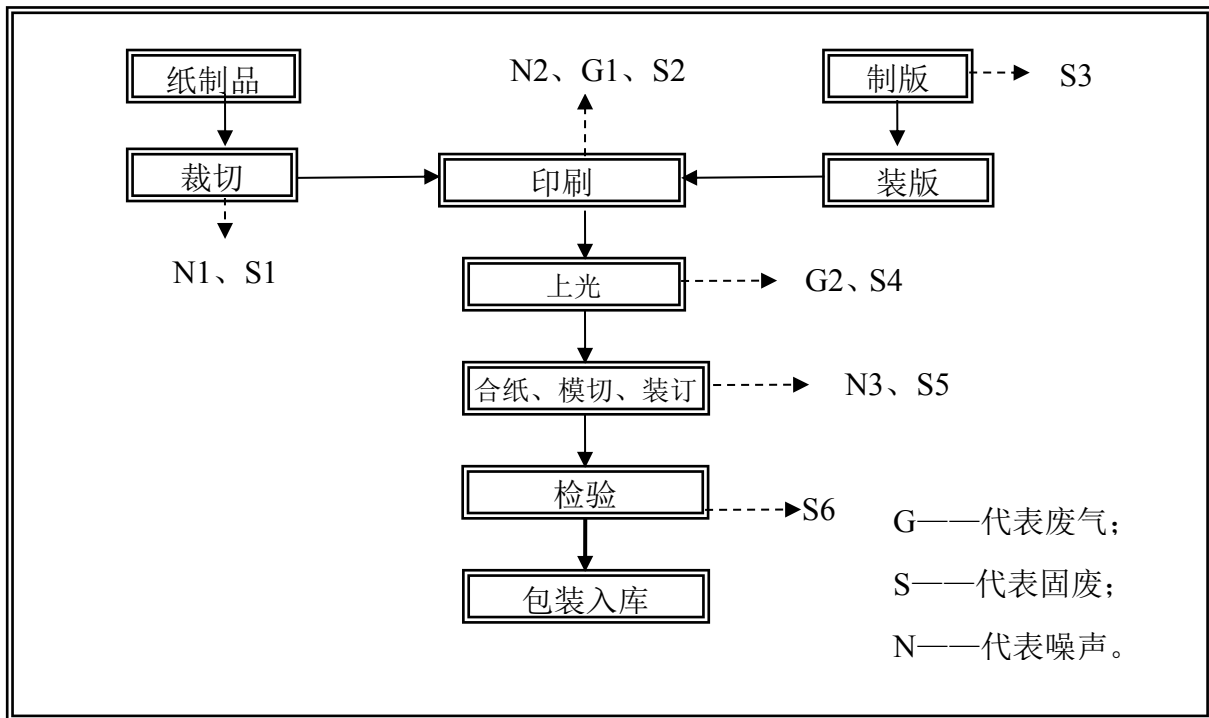 纸制品
N2、G1、S2
制版
S3
裁切
印刷
装版
N1、S1
上光
G2、S4
合纸、模切、装订
N3、S5
检验
S6
G——代表废气；
包装入库
S——代表固废；
N——代表噪声。